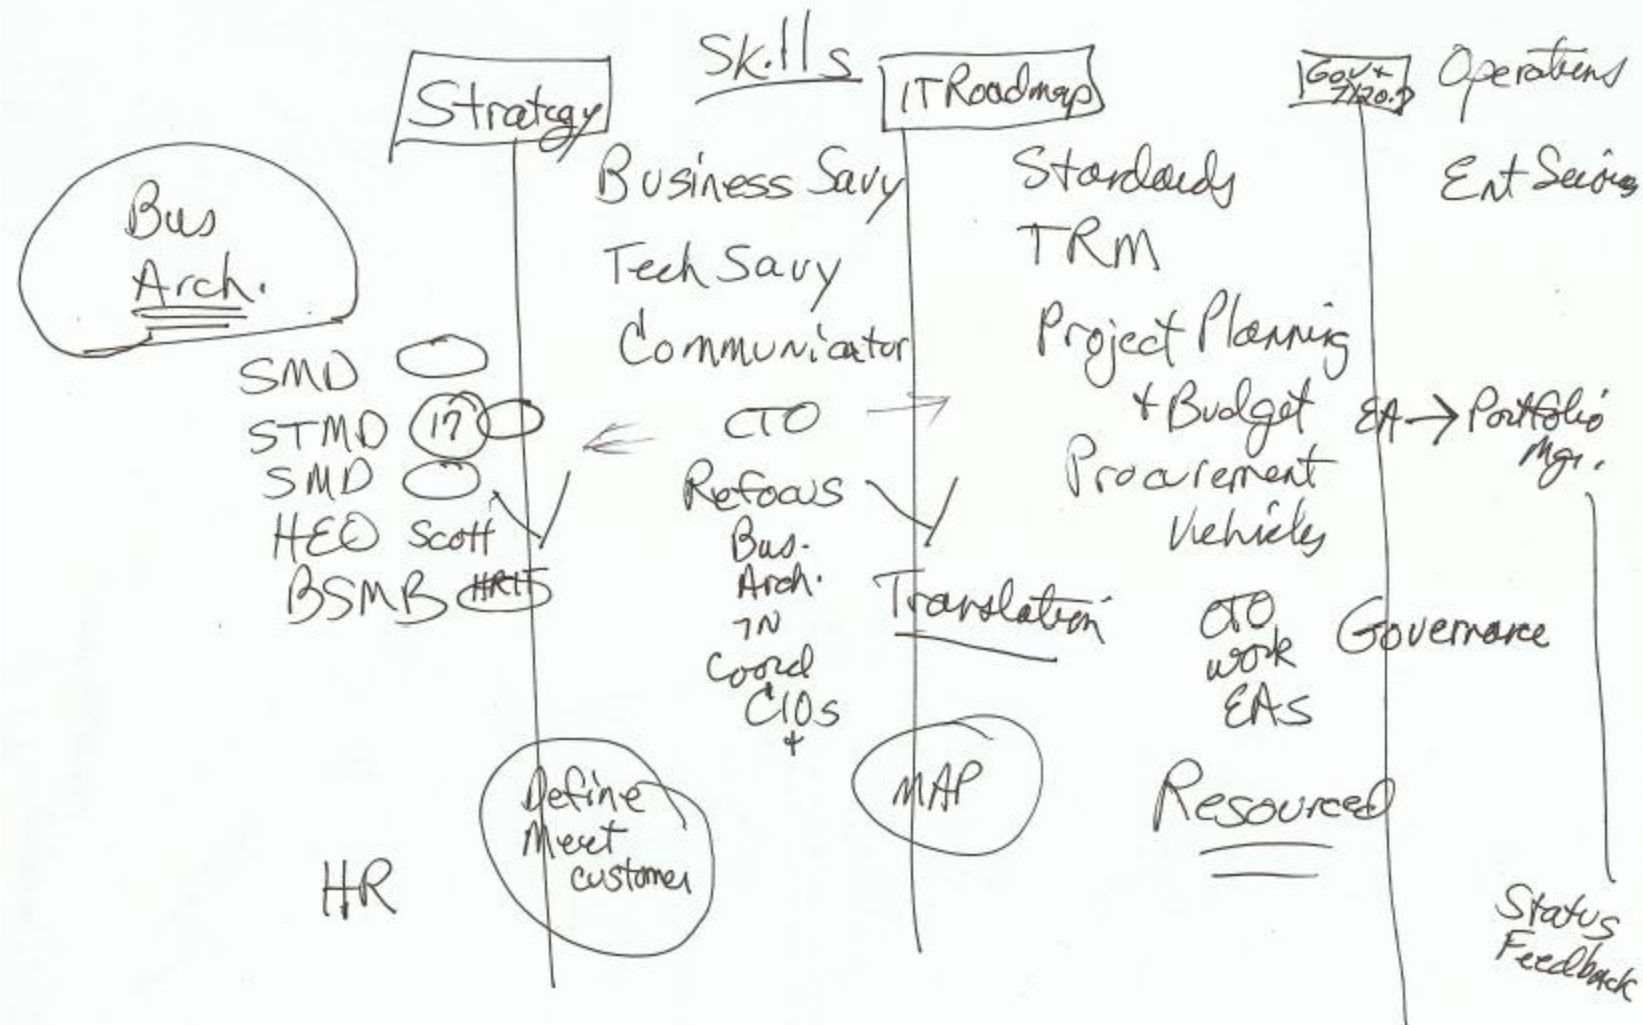 Skills
Strategy
IT Roadmap
Gov +
Operations
Bus
Arch.
SMD
STMD 17
SMD
HEO Scott
BSMB HRIT
HR
Business Savy
Tech Savy
Communicator
CTO
Refocus
Bus.
Arch.
IN
Coord
CIOs
+
Define
Meet
customer
Standards
TRM
Project Planning
+ Budget
Procurement
Vehicles
Translation
MAP
CTO
work
EAs
Resourced
Ent
EA → Portfolio
Mgr.
Governance
Status
Feedback